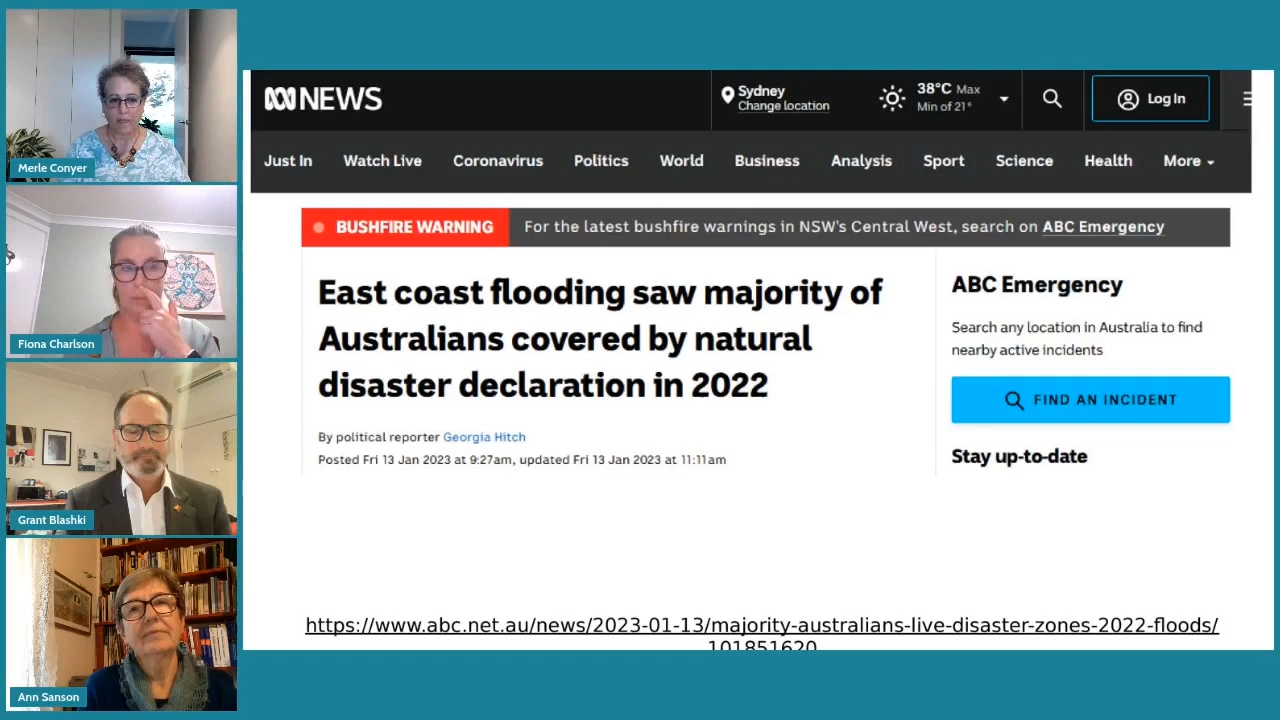 Merle Conyer
Fiona Charlson
Grant Blashki
Ann Sanson
NEWS
Sydney
Change location
38°C Max
Min of 21°
Log In
Just In Watch Live Coronavirus Politics World Business Analysis Sport Science Health More
BUSHFIRE WARNING For the latest bushfire warnings in NSW's Central West, search on ABC Emergency
East coast flooding saw majority of
Australians covered by natural
disaster declaration in 2022
By political reporter Georgia Hitch
Posted Fri 13 Jan 2023 at 9:27am, updated Fri 13 Jan 2023 at 11:11am
ABC Emergency
Search any location in Australia to find
nearby active incidents
FIND AN INCIDENT
Stay up-to-date
https://www.abc.net.au/news/2023-01-13/majority-australians-live-disaster-zones-2022-floods/
101851620